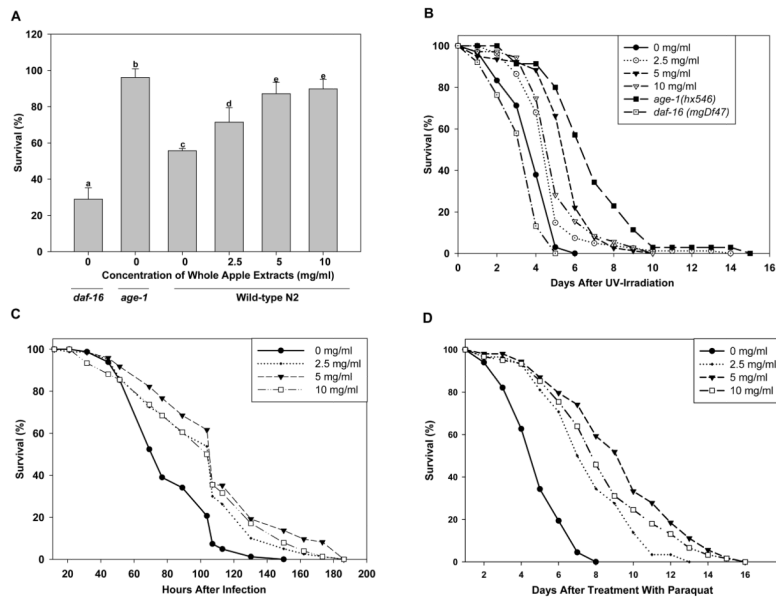 A
Survival (%)
120
100
80
60
40
20
0
a
b
c
d
e
e
0 0 0 2.5 5 10
Concentration of Whole Apple Extracts (mg/ml)
daf-16 age-1 Wild-type N2
B
Survival (%)
100
80
60
40
20
0
0 mg/ml
2.5 mg/ml
5 mg/ml
10 mg/ml
age-1(hx546)
daf-16 (mgDf47)
0 2 4 6 8 10 12 14 16
Days After UV-Irradiation
C
Survival (%)
100
80
60
40
20
0
0 mg/ml
2.5 mg/ml
5 mg/ml
10 mg/ml
20 40 60 80 100 120 140 160 180 200
Hours After Infection
D
Survival (%)
100
80
60
40
20
0
0 mg/ml
2.5 mg/ml
5 mg/ml
10 mg/ml
2 4 6 8 10 12 14 16
Days After Treatment With Paraquat